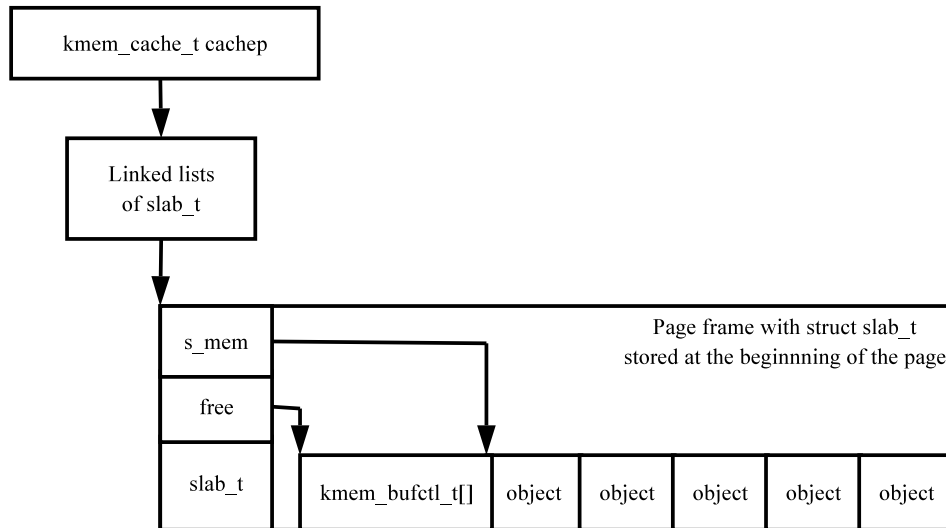 kmem_cache_t cachep
Linked lists
of slab_t
Page frame with struct slab_t
stored at the beginnning of the page
s_mem
free
slab_t
kmem_bufctl_t[]
object
object
object
object
object